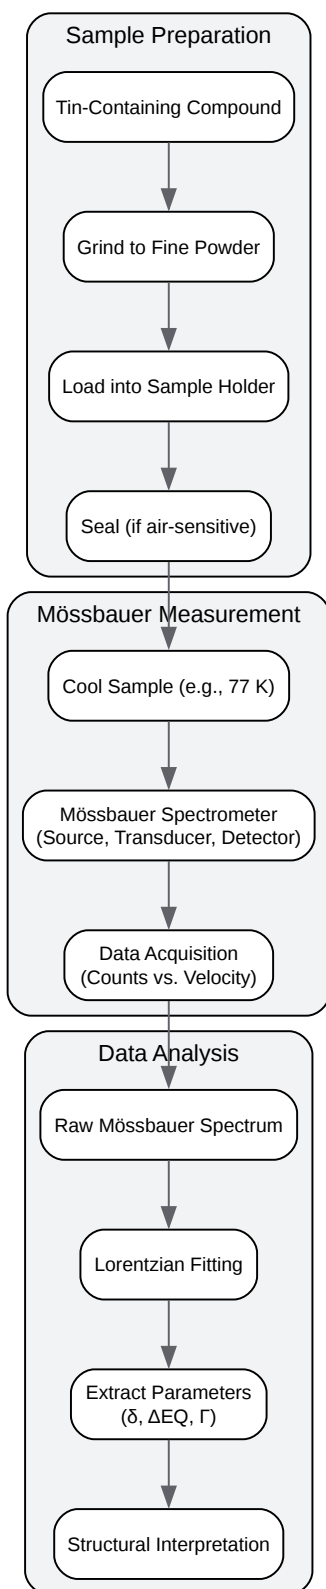 Sample Preparation
Tin-Containing Compound
Grind to Fine Powder
Load into Sample Holder
Seal (if air-sensitive)
Mössbauer Measurement
Cool Sample (e.g., 77 K)
Mössbauer Spectrometer
(Source, Transducer, Detector)
Data Acquisition
(Counts vs. Velocity)
Data Analysis
Raw Mössbauer Spectrum
Lorentzian Fitting
Extract Parameters
(δ, ΔEQ, Γ)
Structural Interpretation